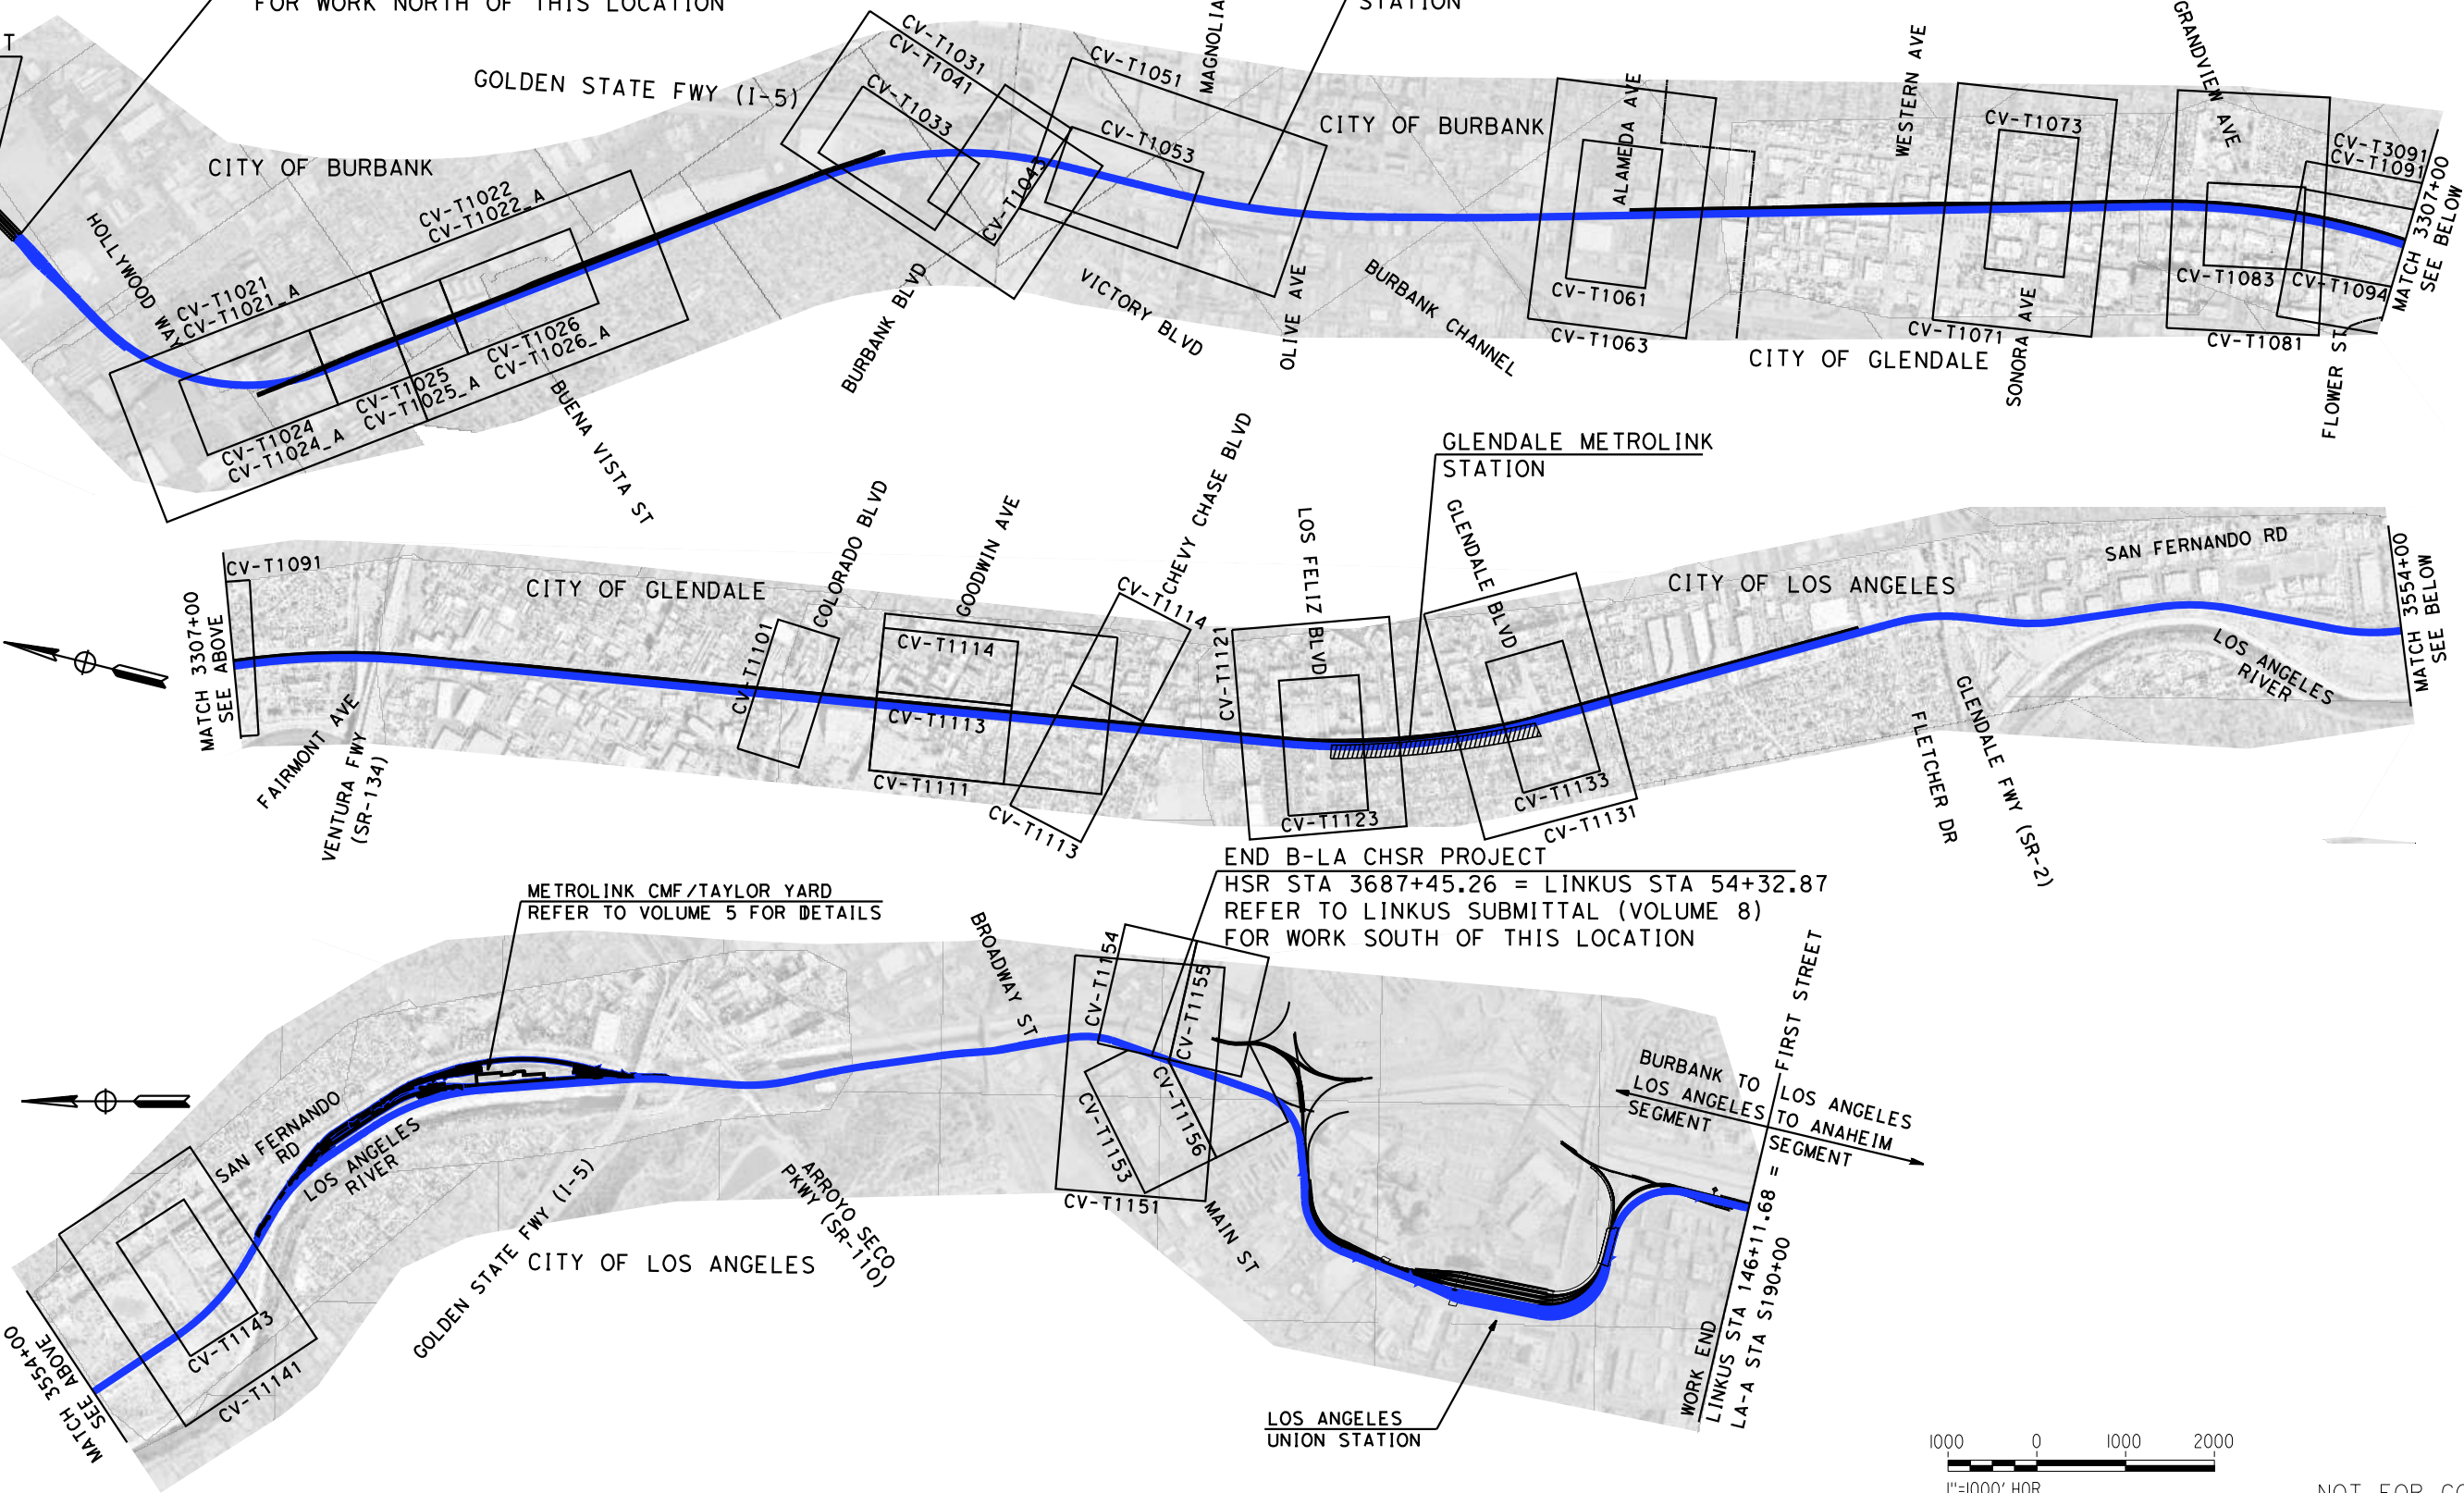 FOR WORK NORTH OF THIS LOCATION
STATION
T
MAGNOLIA
GRANDVIEW AVE
GOLDEN STATE FWY (I-5)
CV-T1031
CV-T1041
CV-T1033
CV-T1043
CV-T1051
CV-T1053
CITY OF BURBANK
ALAMEDA AVE
WESTERN AVE
CV-T1073
CV-T3091
CV-T1091
MATCH 3307+00
SEE BELOW
CITY OF BURBANK
HOLLYWOOD WAY
CV-T1021
CV-T1021_A
CV-T1022
CV-T1022_A
CV-T1024
CV-T1024_A
CV-T1025
CV-T1025_A
CV-T1026
CV-T1026_A
BUENA VISTA ST
BURBANK BLVD
VICTORY BLVD
OLIVE AVE
BURBANK CHANNEL
CV-T1061
CV-T1063
CITY OF GLENDALE
CV-T1071
SONORA AVE
CV-T1083
CV-T1094
CV-T1081
FLOWER ST
GLENDALE METROLINK
STATION
MATCH 3307+00
SEE ABOVE
CV-T1091
CITY OF GLENDALE
FAIRMONT AVE
VENTURA FWY
(SR-134)
CV-T1101
COLORADO BLVD
GOODWIN AVE
CV-T1114
CV-T1113
CV-T1111
CHEVY CHASE BLVD
CV-T1114
CV-T1113
CV-T1121
LOS FELIZ BLVD
CV-T1123
GLENDALE BLVD
CV-T1133
CV-T1131
CITY OF LOS ANGELES
SAN FERNANDO RD
LOS ANGELES
RIVER
FLETCHER DR
GLENDALE FWY (SR-2)
MATCH 3554+00
SEE BELOW
END B-LA CHSR PROJECT
HSR STA 3687+45.26 = LINKUS STA 54+32.87
REFER TO LINKUS SUBMITTAL (VOLUME 8)
FOR WORK SOUTH OF THIS LOCATION
METROLINK CMF/TAYLOR YARD
REFER TO VOLUME 5 FOR DETAILS
BROADWAY ST
CV-T1154
CV-T1155
CV-T1153
CV-T1156
CV-T1151
MAIN ST
SAN FERNANDO
RD
LOS ANGELES
RIVER
GOLDEN STATE FWY (I-5)
ARROYO SECO
PKWY (SR-110)
CITY OF LOS ANGELES
CV-T1143
CV-T1141
MATCH 3554+00
SEE ABOVE
FIRST STREET
BURBANK TO
LOS ANGELES
SEGMENT
LOS ANGELES
TO ANAHEIM
SEGMENT
WORK END
LINKUS STA 146+11.68 =
LA-A STA S190+00
LOS ANGELES
UNION STATION
1000 0 1000 2000
1"=1000' HOR
NOT FOR CO